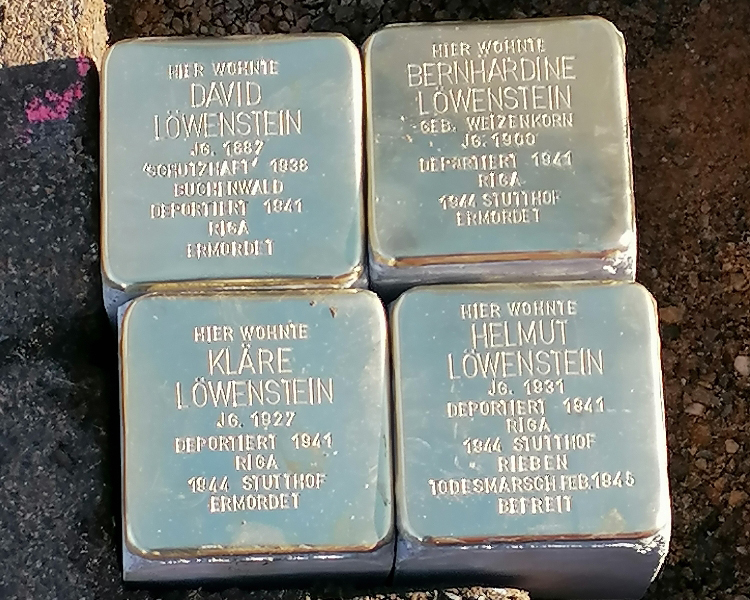 HIER WOHNTE
DAVID
LÖWENSTEIN
JG. 1887
'SCHUTZHAFT' 1938
BUCHENWALD
DEPORTIERT 1941
RIGA
ERMORDET
HIER WOHNTE
BERNHARDINE
LÖWENSTEIN
GEB. WEIZENKORN
JG. 1900
DEPORTIERT 1941
RIGA
1944 STUTTHOF
ERMORDET
HIER WOHNTE
KLÄRE
LÖWENSTEIN
JG. 1927
DEPORTIERT 1941
RIGA
1944 STUTTHOF
ERMORDET
HIER WOHNTE
HELMUT
LÖWENSTEIN
JG. 1931
DEPORTIERT 1941
RIGA
1944 STUTTHOF
RIEBEN
TODESMARSCH FEB.1945
BEFREIT